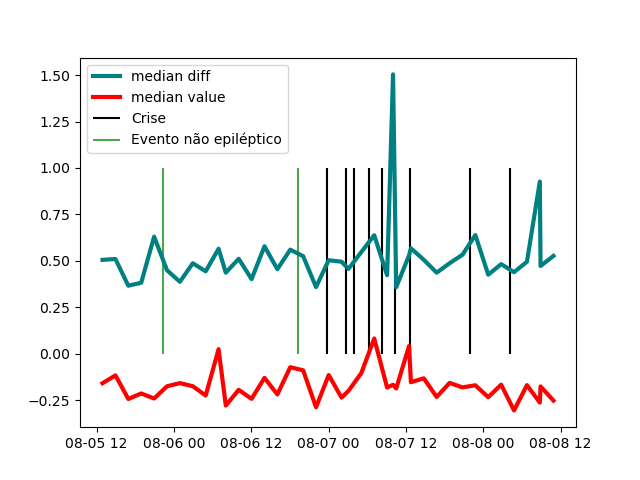 median diff
median value
Crise
Evento não epiléptico
1.50
1.25
1.00
0.75
0.50
0.25
0.00
−0.25
08-05 12 08-06 00 08-06 12 08-07 00 08-07 12 08-08 00 08-08 12